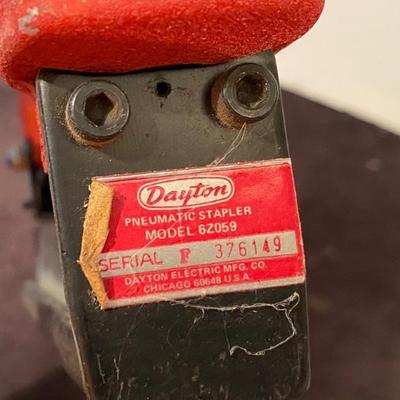 Dayton
PNEUMATIC STAPLER
MODEL 6Z059
SERIAL F 376149
DAYTON ELECTRIC MFG. CO.
CHICAGO 60648 U.S.A.